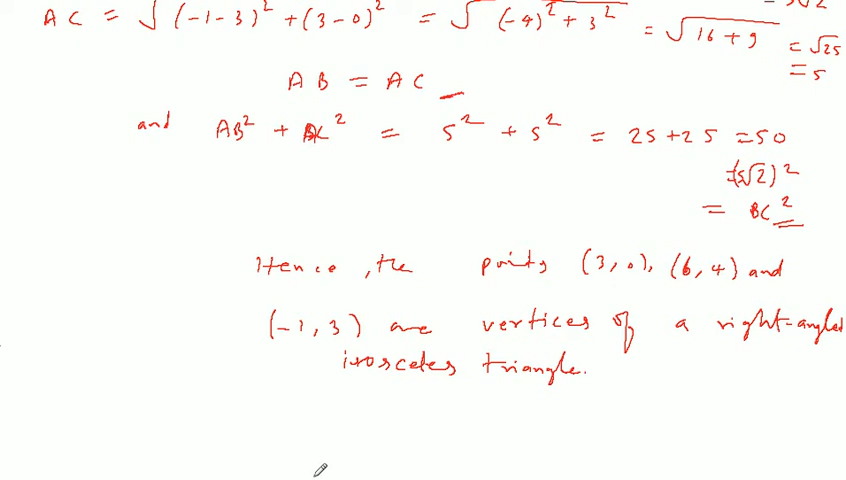 = 5√2
AC = √(-1-3)² + (3-0)² = √(-4)² + 3² = √16 + 9 = √25
= 5
AB = AC
and AB² + AC² = 5² + 5² = 25 + 25 = 50
= (5√2)²
= BC²
Hence, the points (3,0), (6,4) and
(-1,3) are vertices of a right-angled
isosceles triangle.